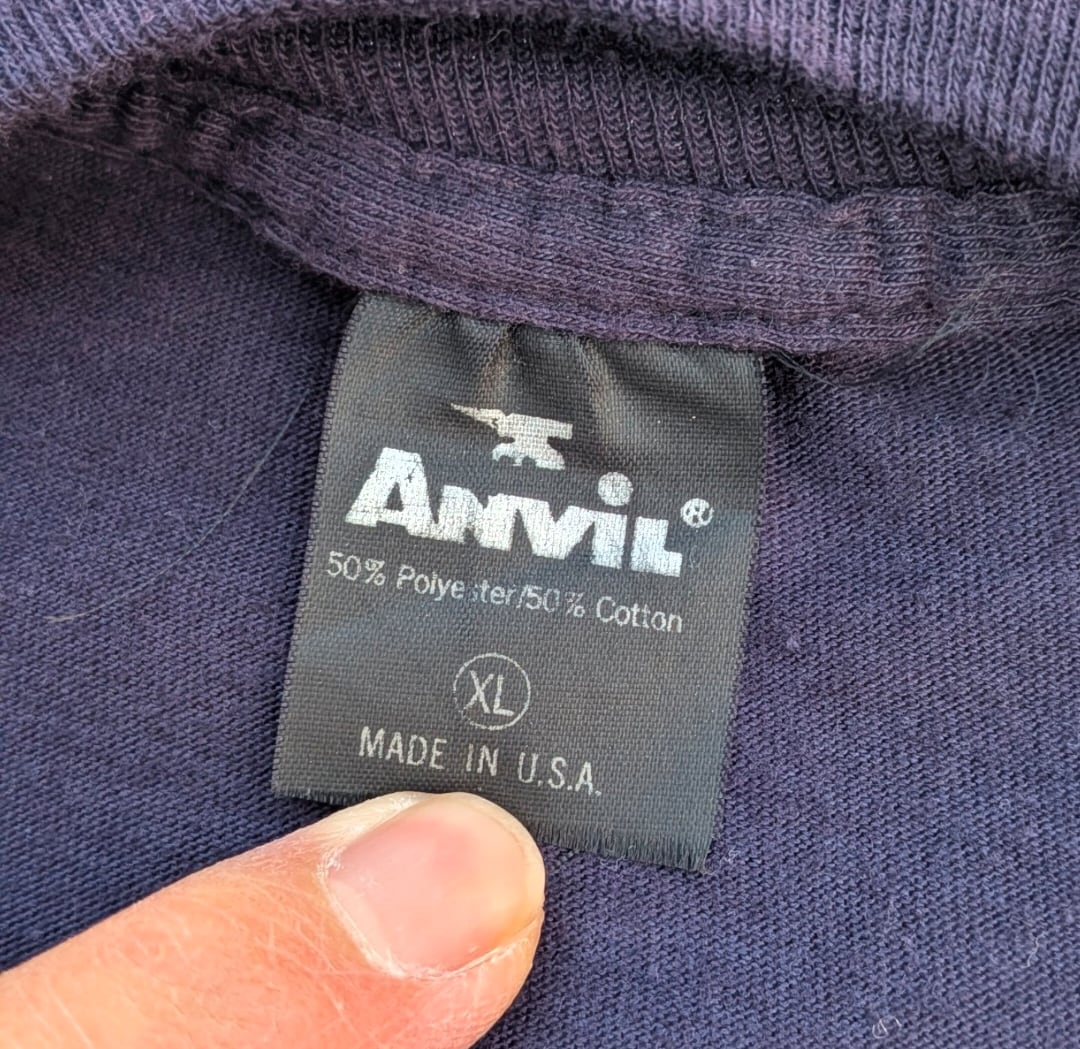 ANVIL®
50% Polyester/50% Cotton
XL
MADE IN U.S.A.